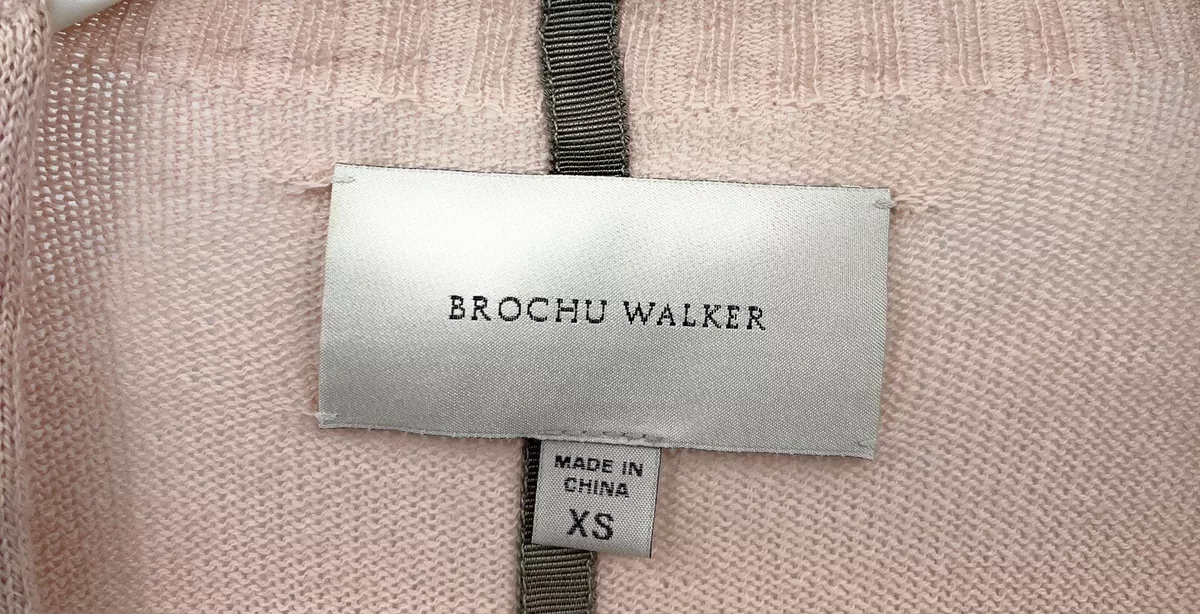 BROCHU WALKER
MADE IN
CHINA
XS